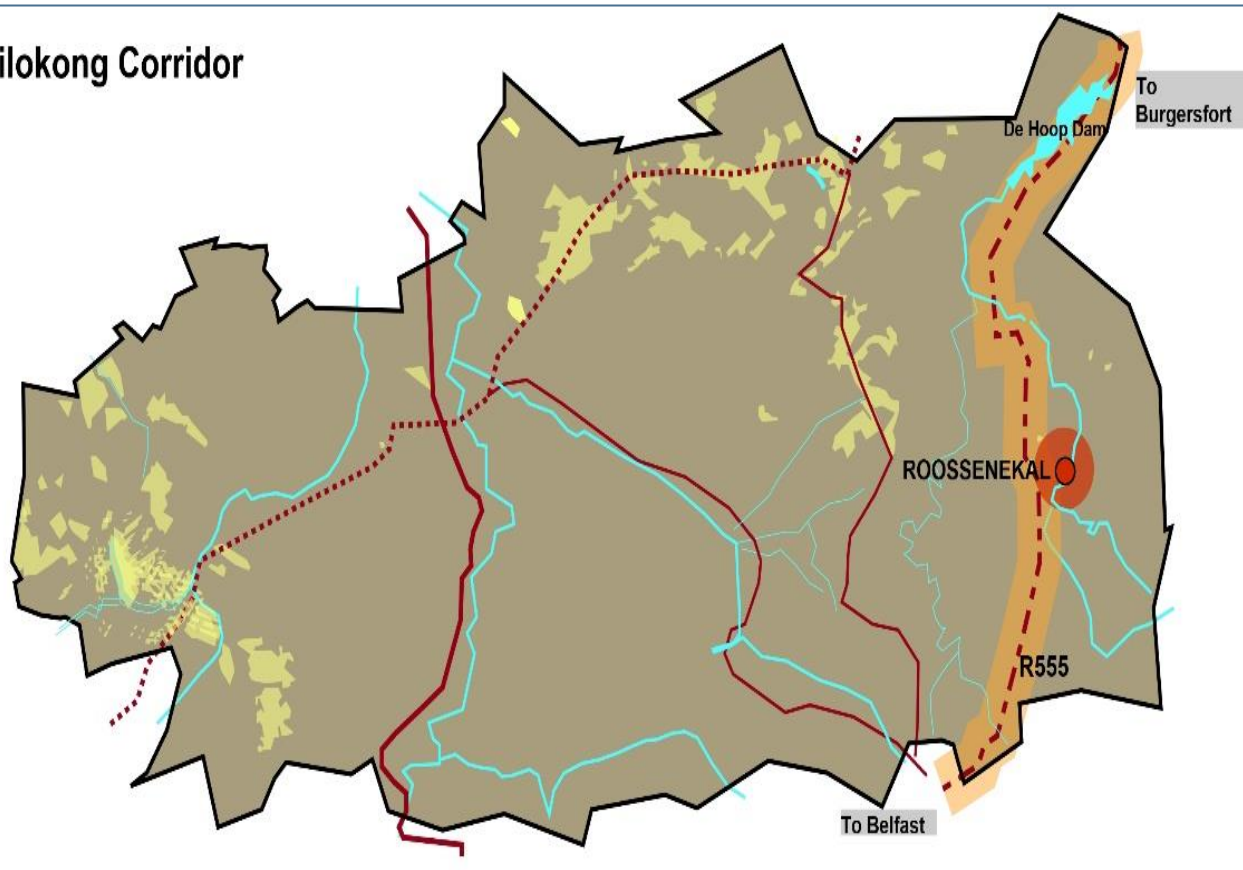 ilokong Corridor
To
Burgersfort
De Hoop Dam
ROOSSENEKAL
R555
To Belfast